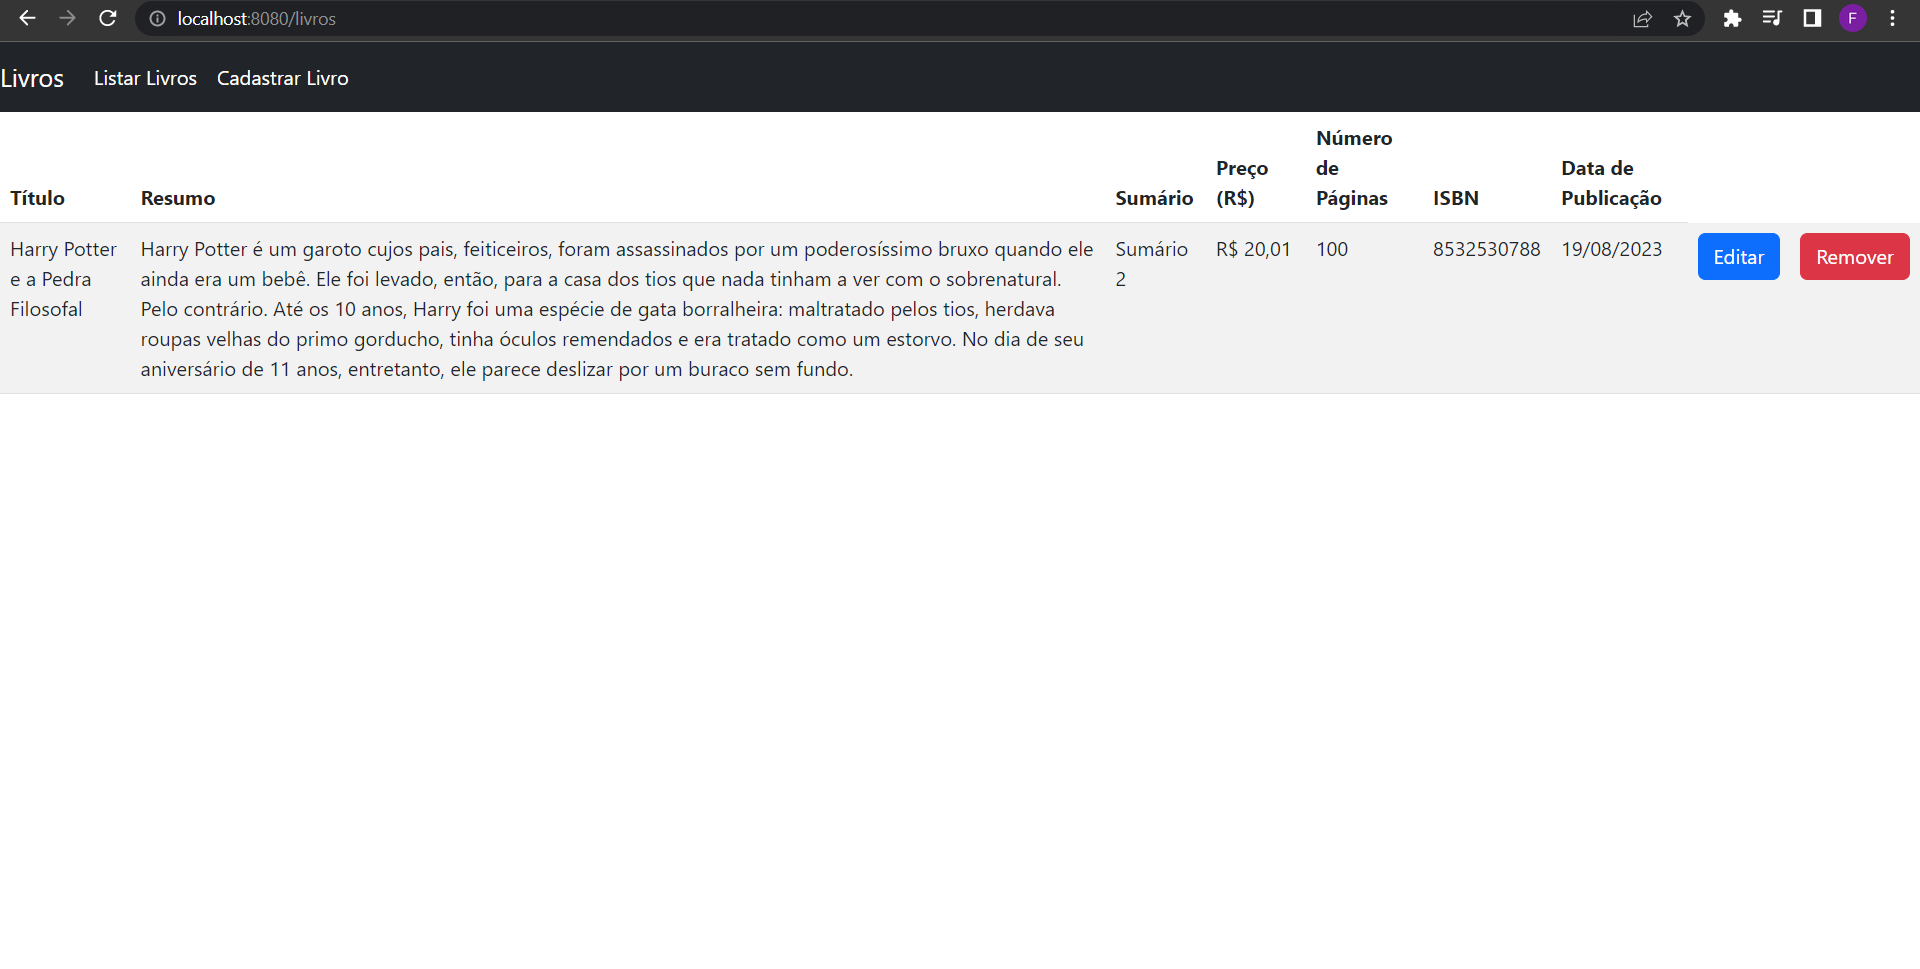 localhost:8080/livros
F
Livros Listar Livros Cadastrar Livro
Título
Resumo
Sumário
Preço
(R$)
Número
de
Páginas
ISBN
Data de
Publicação
Harry Potter
e a Pedra
Filosofal
Harry Potter é um garoto cujos pais, feiticeiros, foram assassinados por um poderosíssimo bruxo quando ele
ainda era um bebê. Ele foi levado, então, para a casa dos tios que nada tinham a ver com o sobrenatural.
Pelo contrário. Até os 10 anos, Harry foi uma espécie de gata borralheira: maltratado pelos tios, herdava
roupas velhas do primo gorducho, tinha óculos remendados e era tratado como um estorvo. No dia de seu
aniversário de 11 anos, entretanto, ele parece deslizar por um buraco sem fundo.
Sumário
2
R$ 20,01
100
8532530788
19/08/2023
Editar
Remover